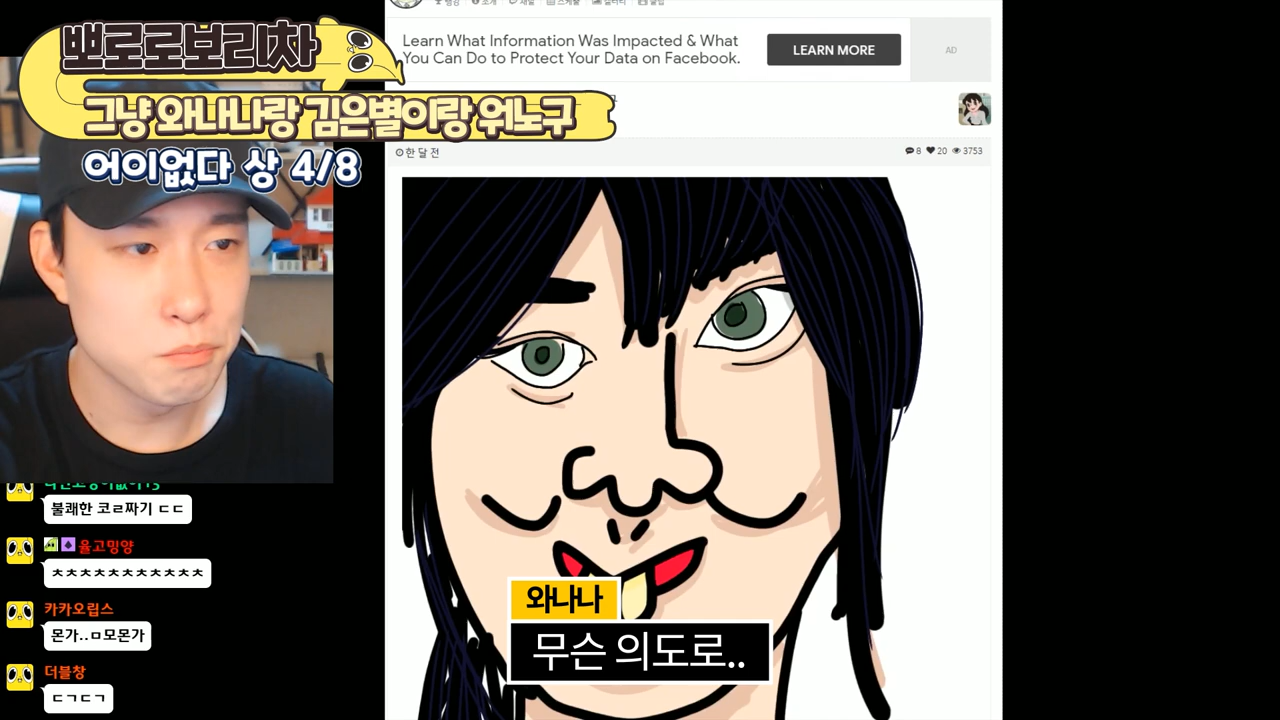 뽀로로보리차
그냥 와나나랑 김은별이랑 워노구
어이없다 상 4/8
Learn What Information Was Impacted & What
You Can Do to Protect Your Data on Facebook.
LEARN MORE
AD
한 달 전
8 20 3753
불쾌한 코ㄹ짜기 ㄷㄷ
율고밍양
ㅊㅊㅊㅊㅊㅊㅊㅊㅊㅊㅊ
카카오립스
몬가..ㅁ모몬가
더블창
ㄷㄱㄷㄱ
와나나
무슨 의도로..